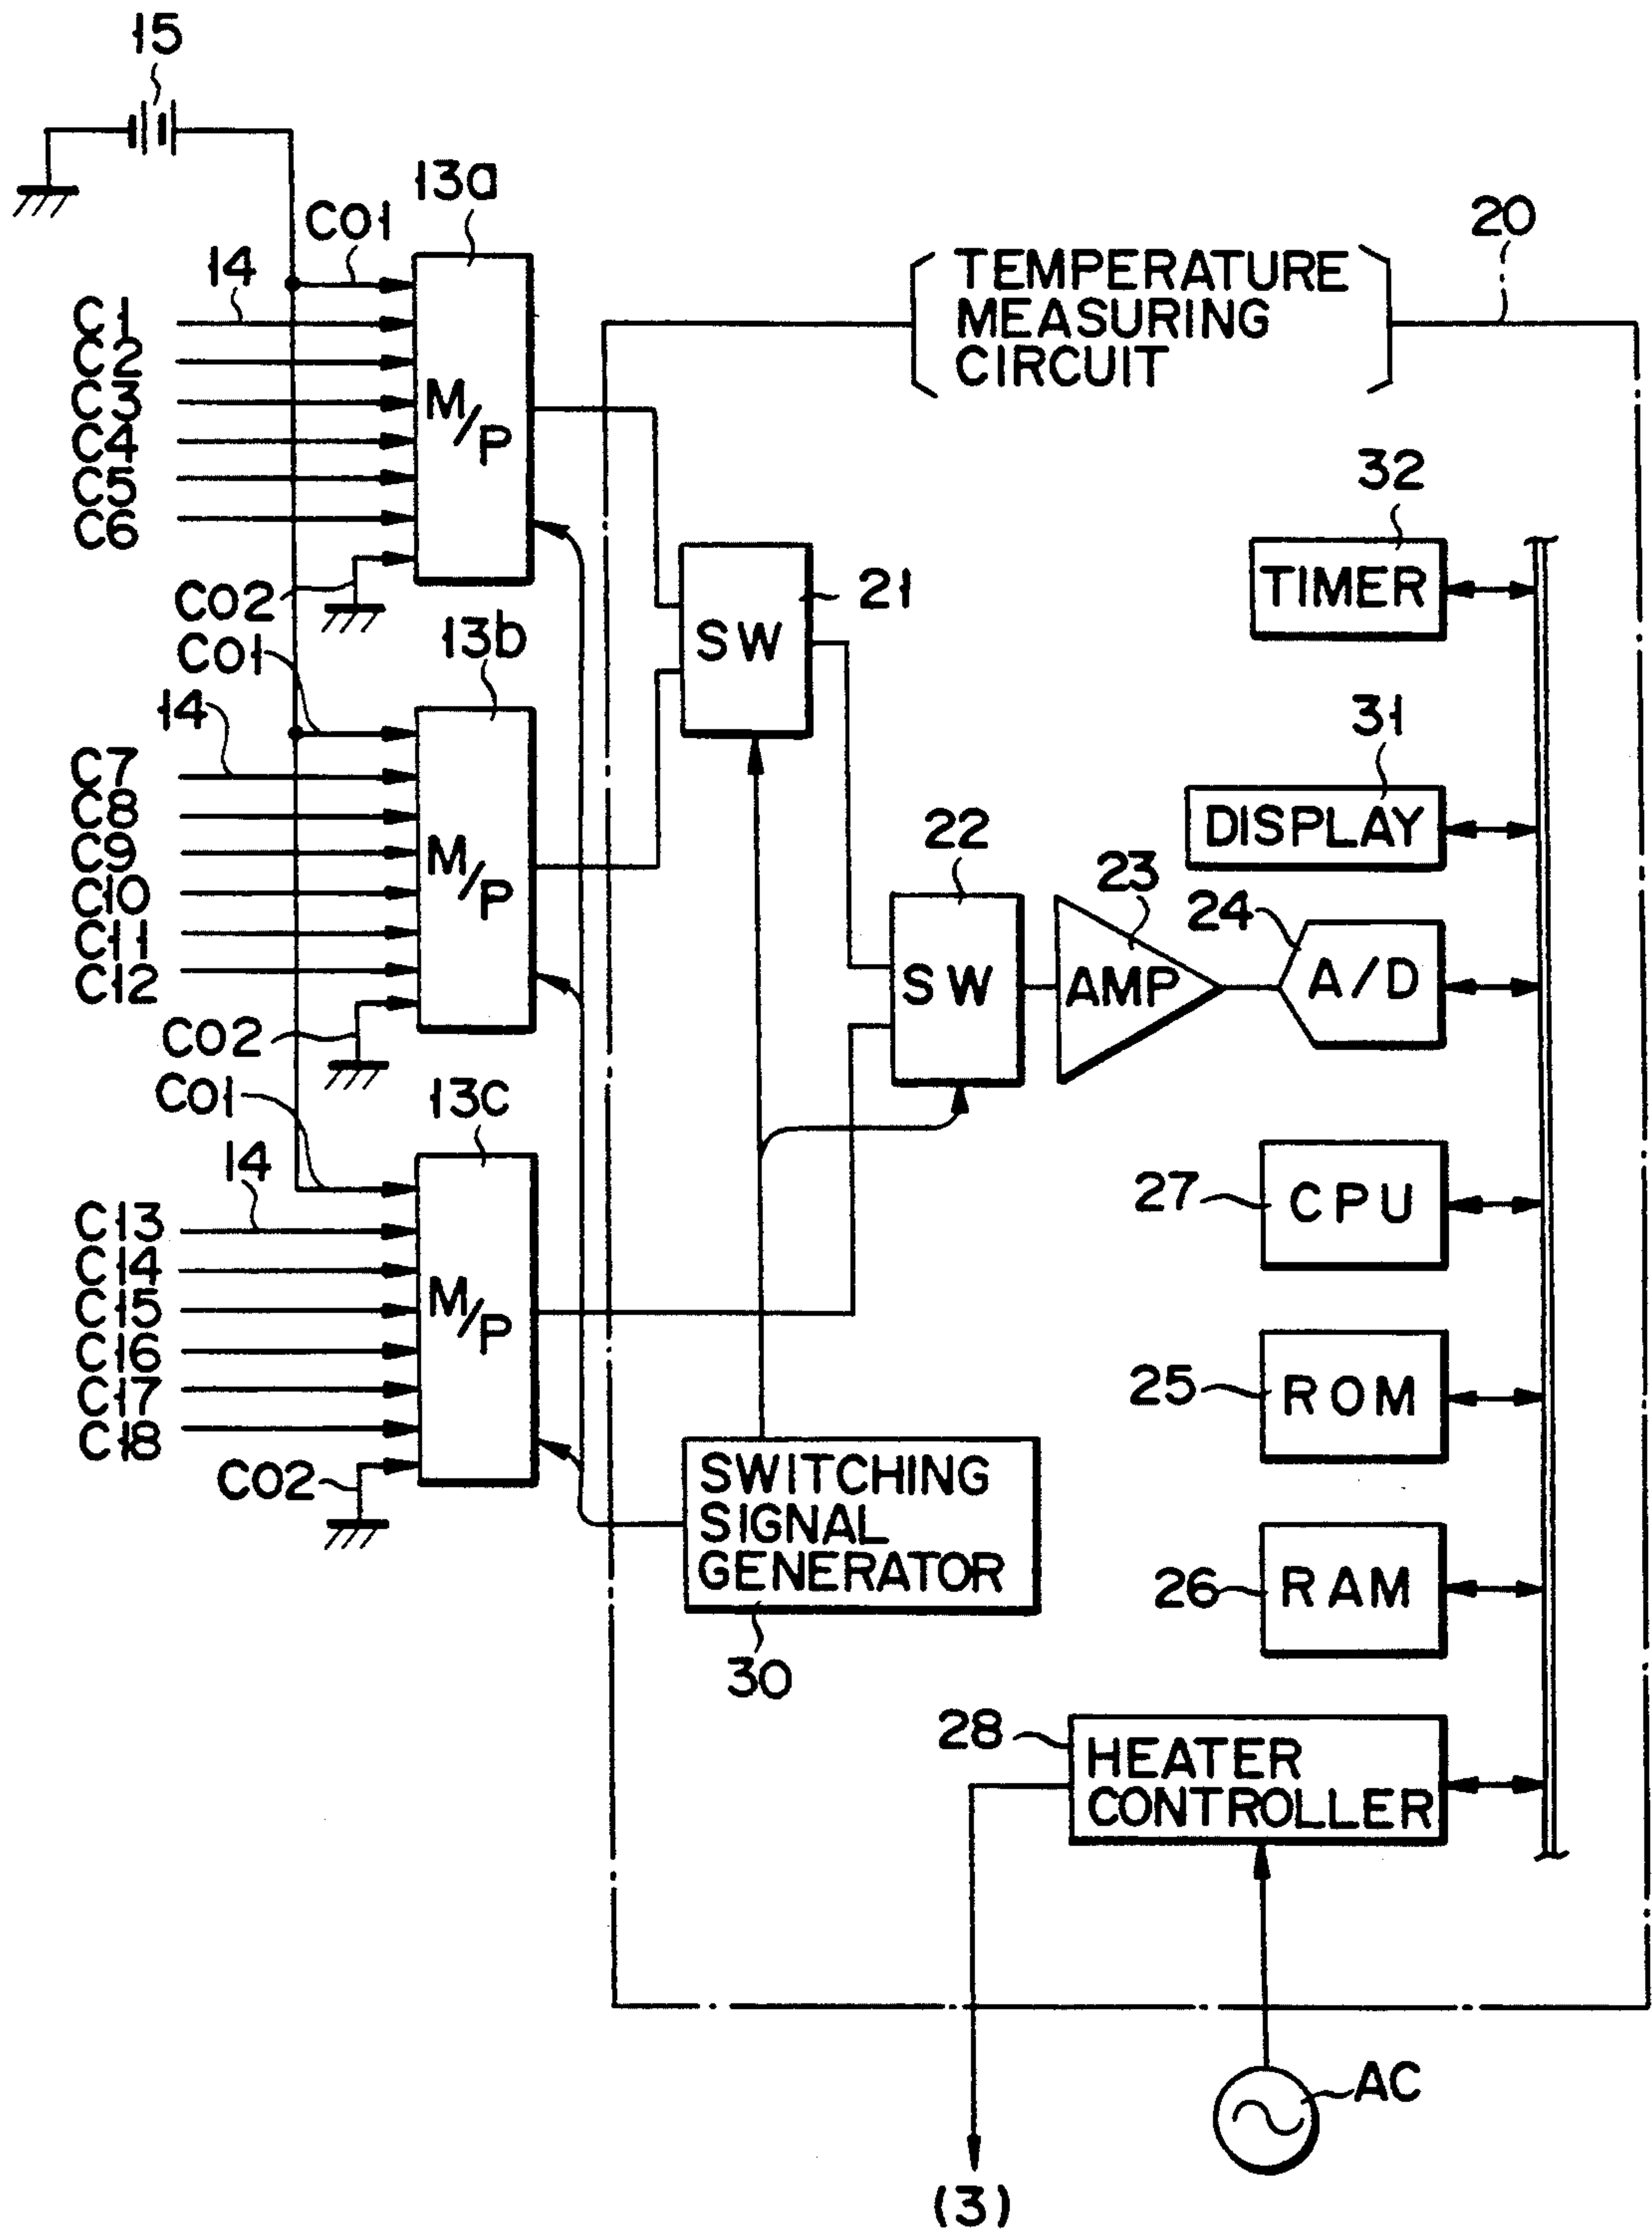 15
13a
C01
14
C1
C2
C3
C4
C5
C6
M/P
C02
TEMPERATURE
MEASURING
CIRCUIT
20
32
TIMER
21
SW
13b
C01
14
C7
C8
C9
C10
C11
C12
M/P
C02
31
DISPLAY
22
SW
23
AMP
24
A/D
13c
C01
14
C13
C14
C15
C16
C17
C18
M/P
C02
27
CPU
25
ROM
SWITCHING
SIGNAL
GENERATOR
30
26
RAM
28
HEATER
CONTROLLER
AC
(3)